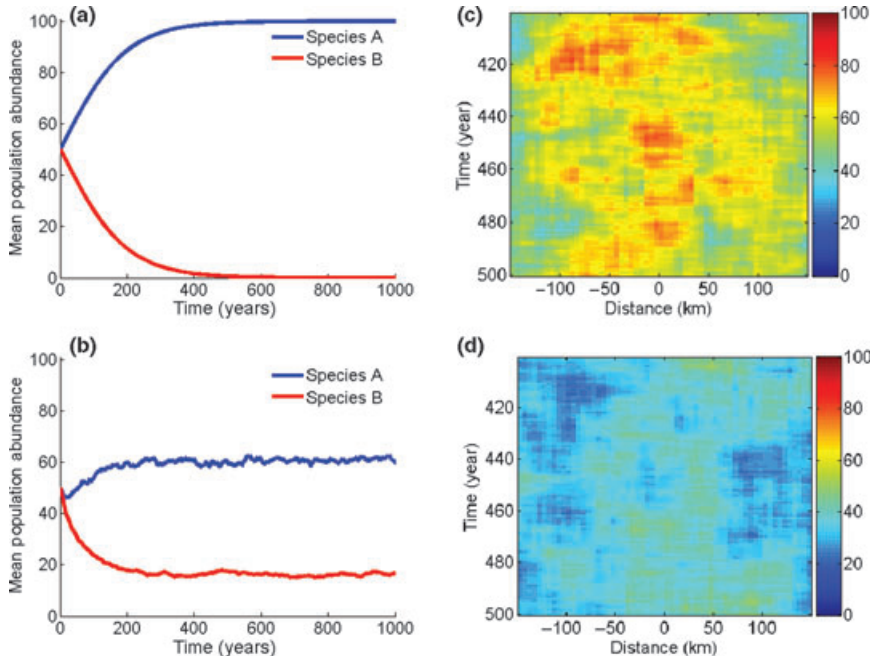 (a)
Mean population abundance
100
80
60
40
20
0
Species A
Species B
0 200 400 600 800 1000
Time (years)
(c)
Time (year)
420
440
460
480
500
−100 −50 0 50 100
Distance (km)
100
80
60
40
20
0
(b)
Mean population abundance
100
80
60
40
20
0
Species A
Species B
0 200 400 600 800 1000
Time (years)
(d)
Time (year)
420
440
460
480
500
−100 −50 0 50 100
Distance (km)
100
80
60
40
20
0